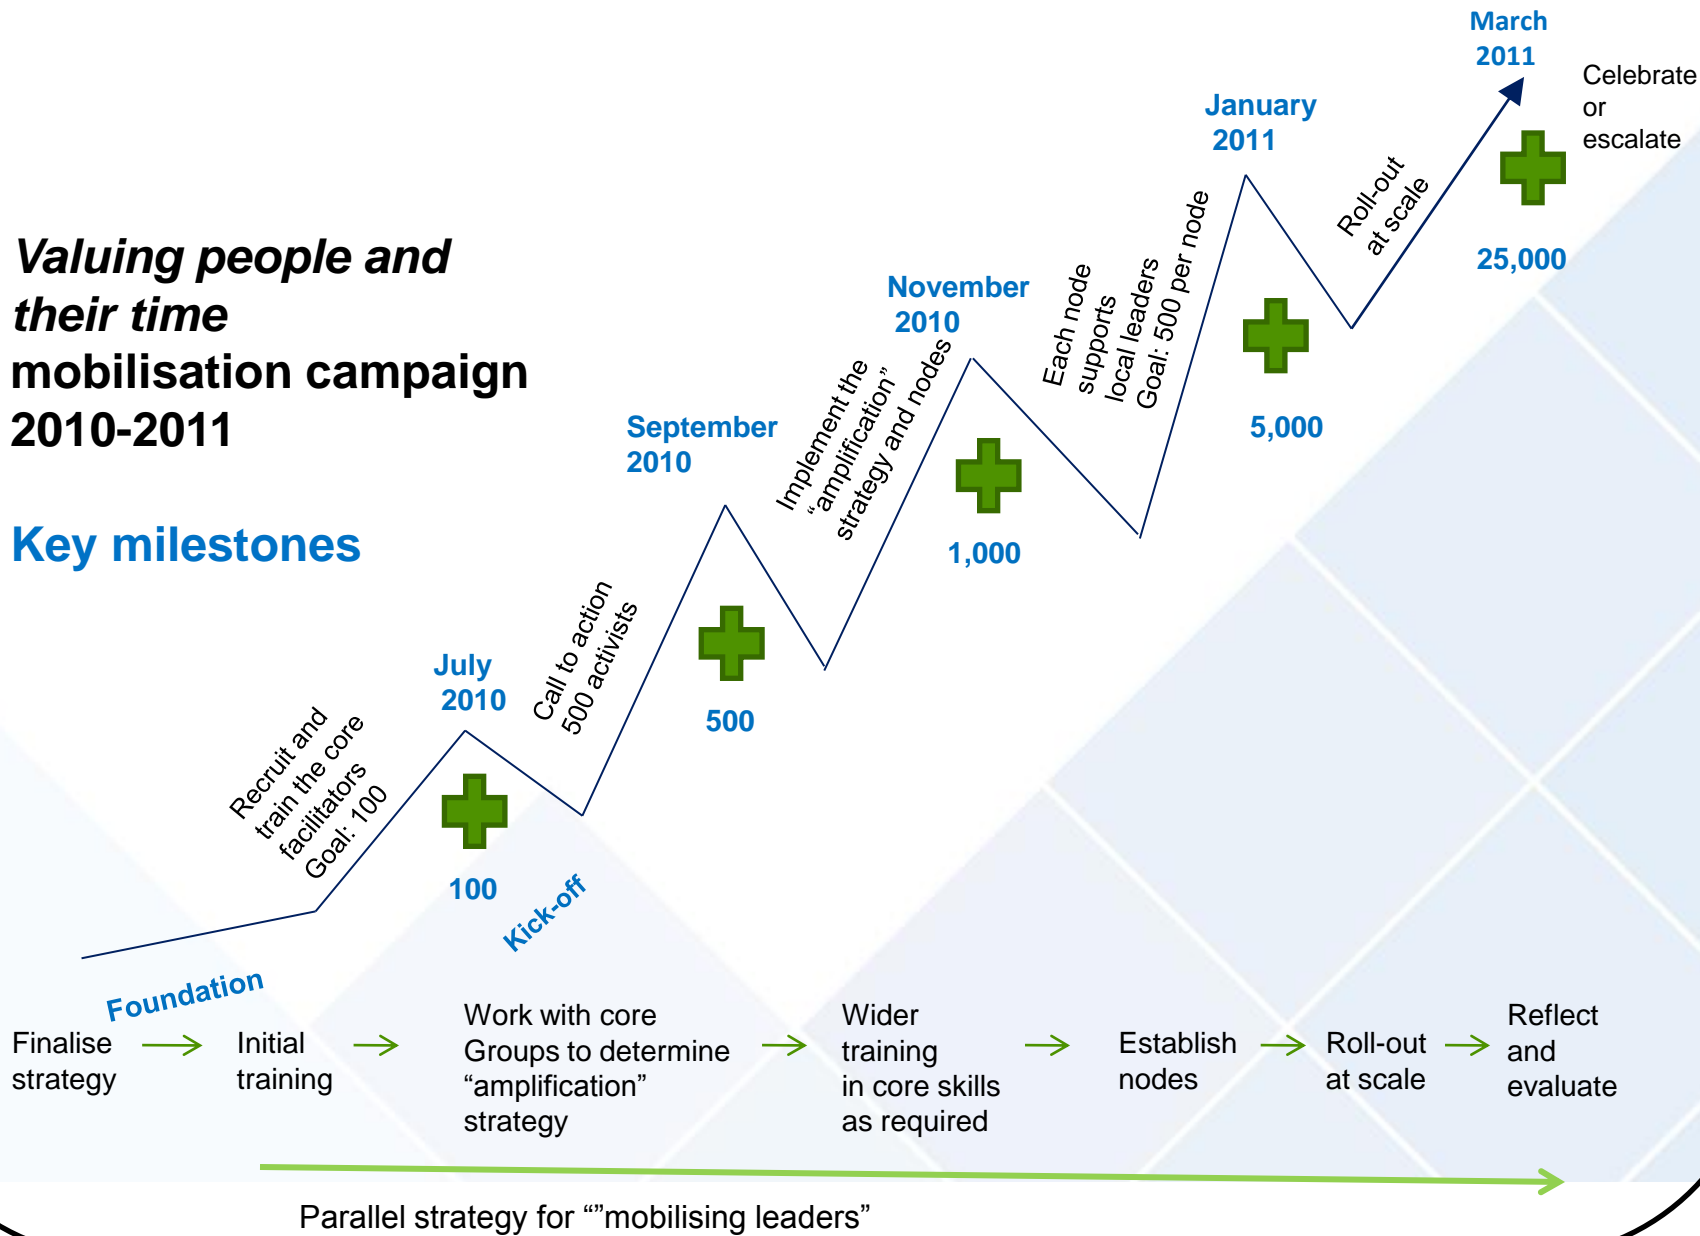 Valuing people and
their time
mobilisation campaign
2010-2011
Key milestones
Foundation
Recruit and
train the core
facilitators
Goal: 100
July
2010
100
Kick-off
Call to action
500 activists
September
2010
500
Implement the
“amplification”
strategy and nodes
November
2010
1,000
Each node
supports
local leaders
Goal: 500 per node
January
2011
5,000
Roll-out
at scale
March
2011
25,000
Celebrate
or
escalate
Finalise
strategy
Initial
training
Work with core
Groups to determine
“amplification”
strategy
Wider
training
in core skills
as required
Establish
nodes
Roll-out
at scale
Reflect
and
evaluate
Parallel strategy for “”mobilising leaders”